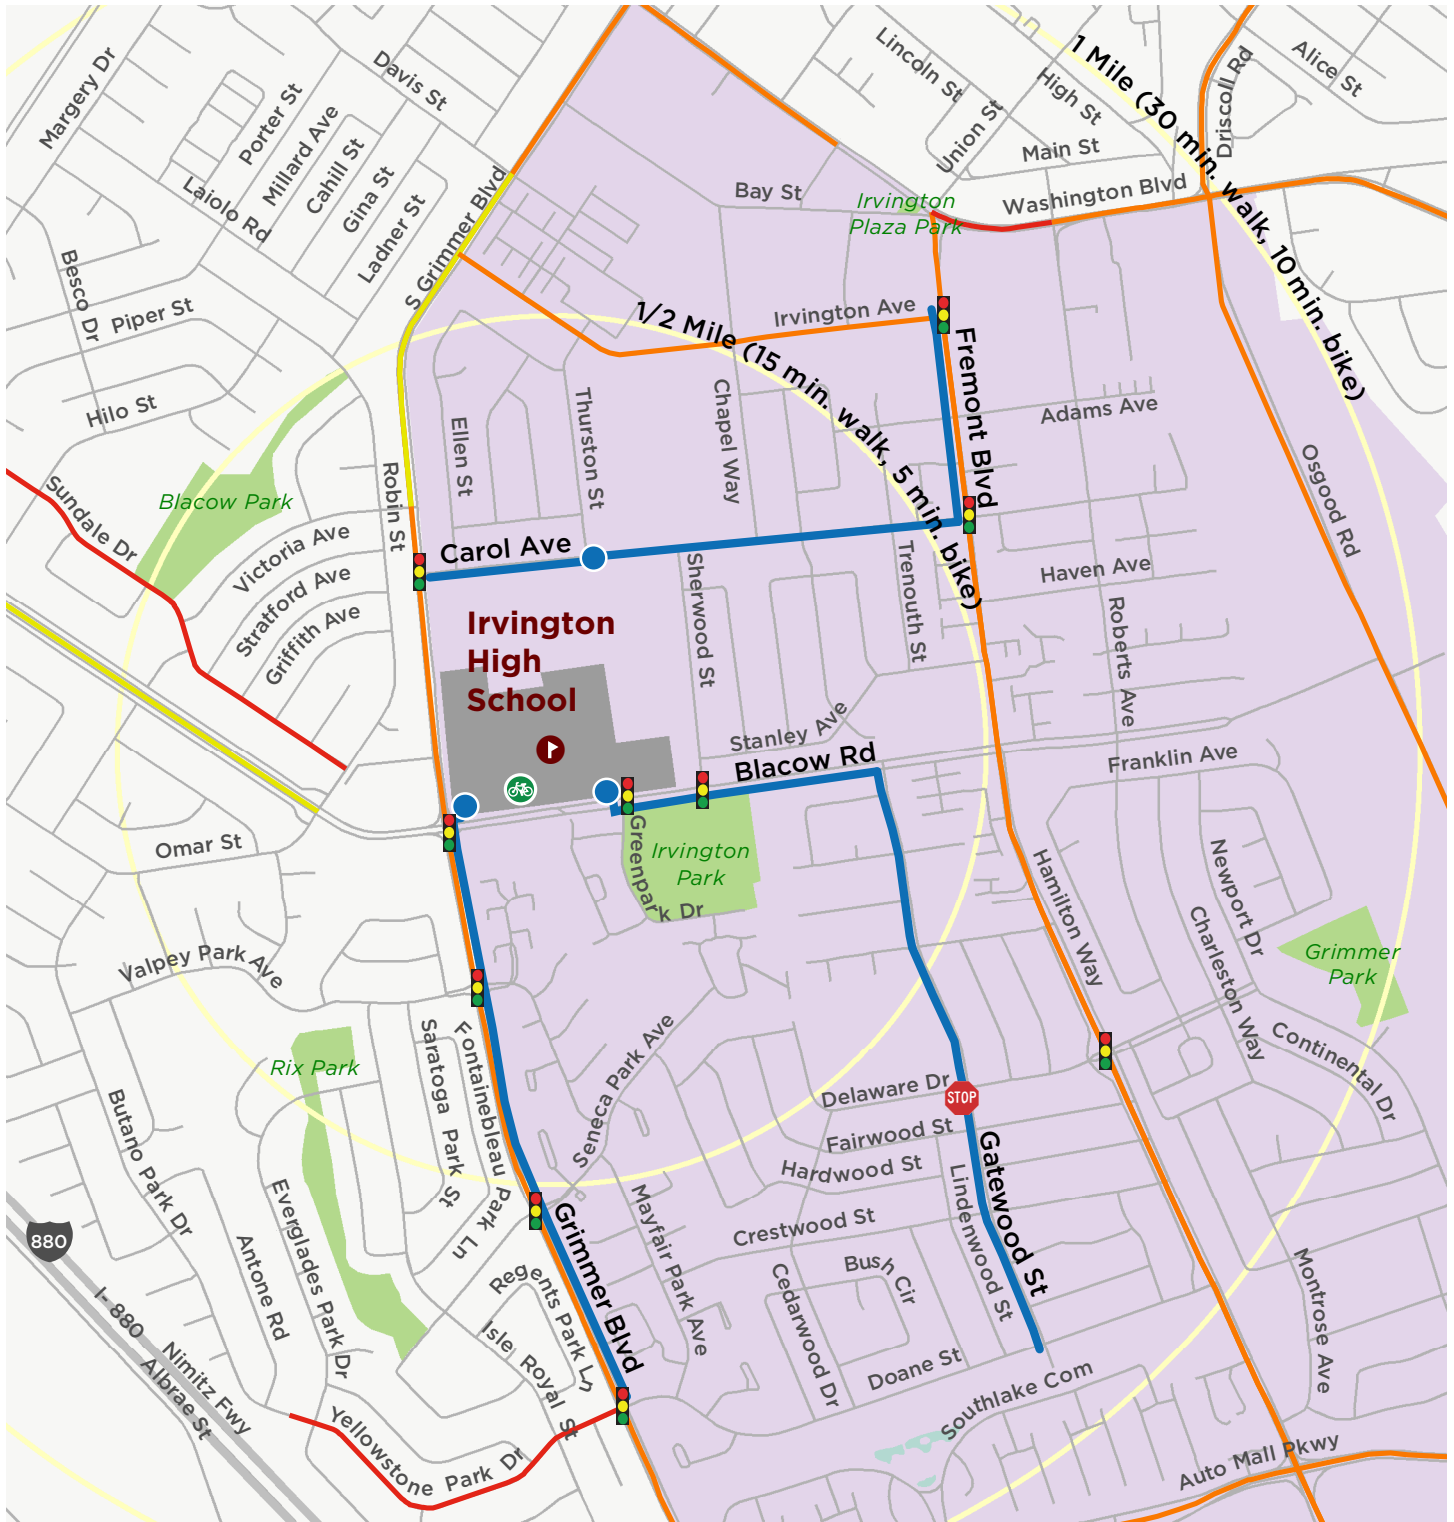 Margery Dr
Davis St
Porter St
Millard Ave
Cahill St
Gina St
Ladner St
Laiolo Rd
S Grimmer Blvd
Lincoln St
High St
Union St
Main St
Driscoll Rd
Alice St
1 Mile (30 min. walk, 10 min. bike)
Bay St
Irvington
Plaza Park
Washington Blvd
Besco Dr
Piper St
Hilo St
Irvington Ave
1/2 Mile (15 min. walk, 5 min. bike)
Fremont Blvd
Adams Ave
Ellen St
Thurston St
Chapel Way
Osgood Rd
Robin St
Blacow Park
Sundale Dr
Victoria Ave
Stratford Ave
Griffith Ave
Carol Ave
Sherwood St
Trenouth St
Haven Ave
Roberts Ave
Irvington
High
School
Stanley Ave
Blacow Rd
Franklin Ave
Omar St
Greenpark Dr
Irvington
Park
Hamilton Way
Newport Dr
Charleston Way
Grimmer
Park
Continental Dr
Valpey Park Ave
Rix Park
Saratoga Park St
Fontainebleau Park Ln
Seneca Park Ave
Delaware Dr
STOP
Fairwood St
Hardwood St
Gatewood St
Lindenwood St
Butano Park Dr
Everglades Park Dr
Antone Rd
Mayfair Park Ave
Crestwood St
Bush Cir
Cedarwood Dr
Doane St
Southlake Com
Montrose Ave
Grimmer Blvd
Regents Park Ln
Isle Royal St
880
I-880
Nimitz Fwy
Albrae St
Yellowstone Park Dr
Auto Mall Pkwy